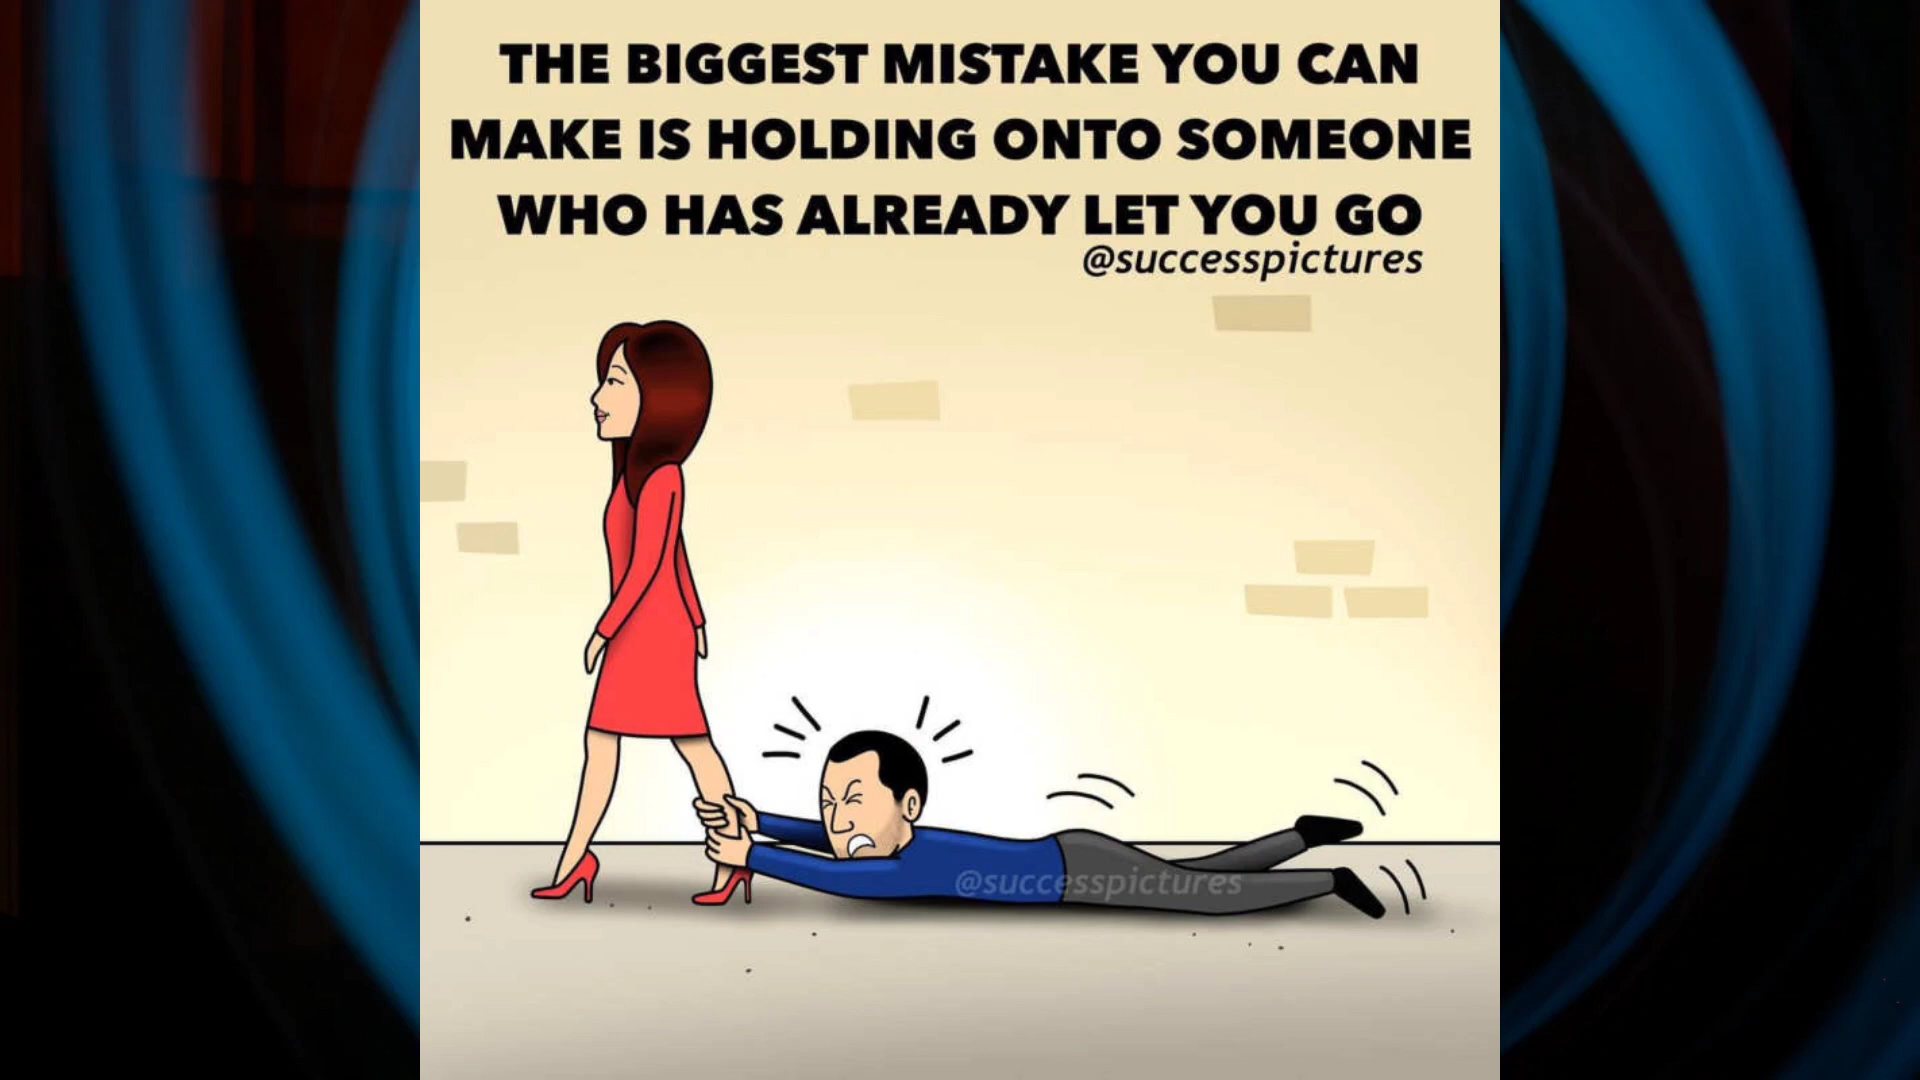 THE BIGGEST MISTAKE YOU CAN
MAKE IS HOLDING ONTO SOMEONE
WHO HAS ALREADY LET YOU GO
@successpictures
@successpictures